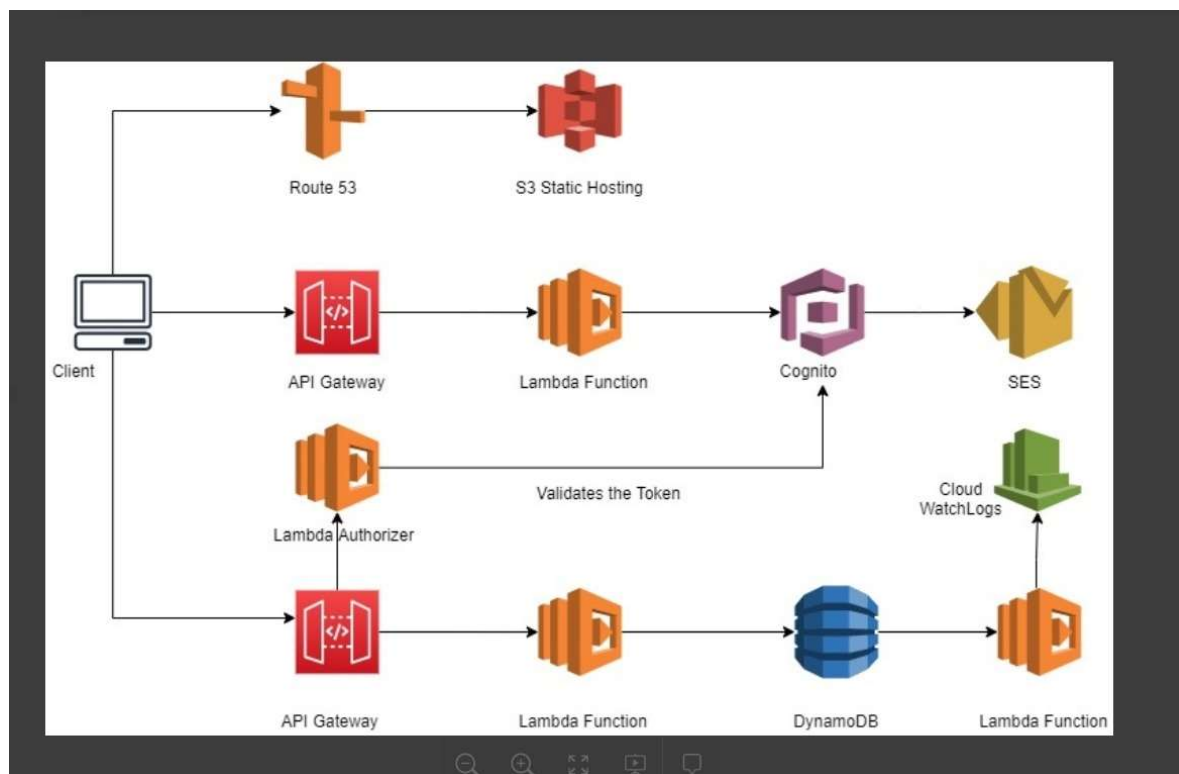 Route 53
S3 Static Hosting
Client
API Gateway
Lambda Function
Cognito
SES
Lambda Authorizer
Validates the Token
Cloud
WatchLogs
API Gateway
Lambda Function
DynamoDB
Lambda Function